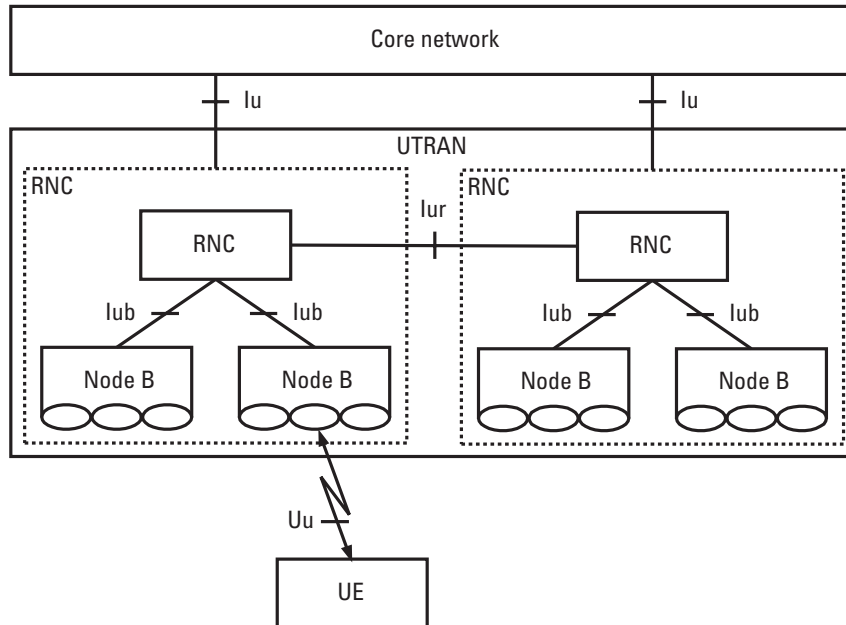 Core network
Iu
Iu
UTRAN
RNC
RNC
Iur
RNC
RNC
Iub
Iub
Iub
Iub
Node B
Node B
Node B
Node B
Uu
UE